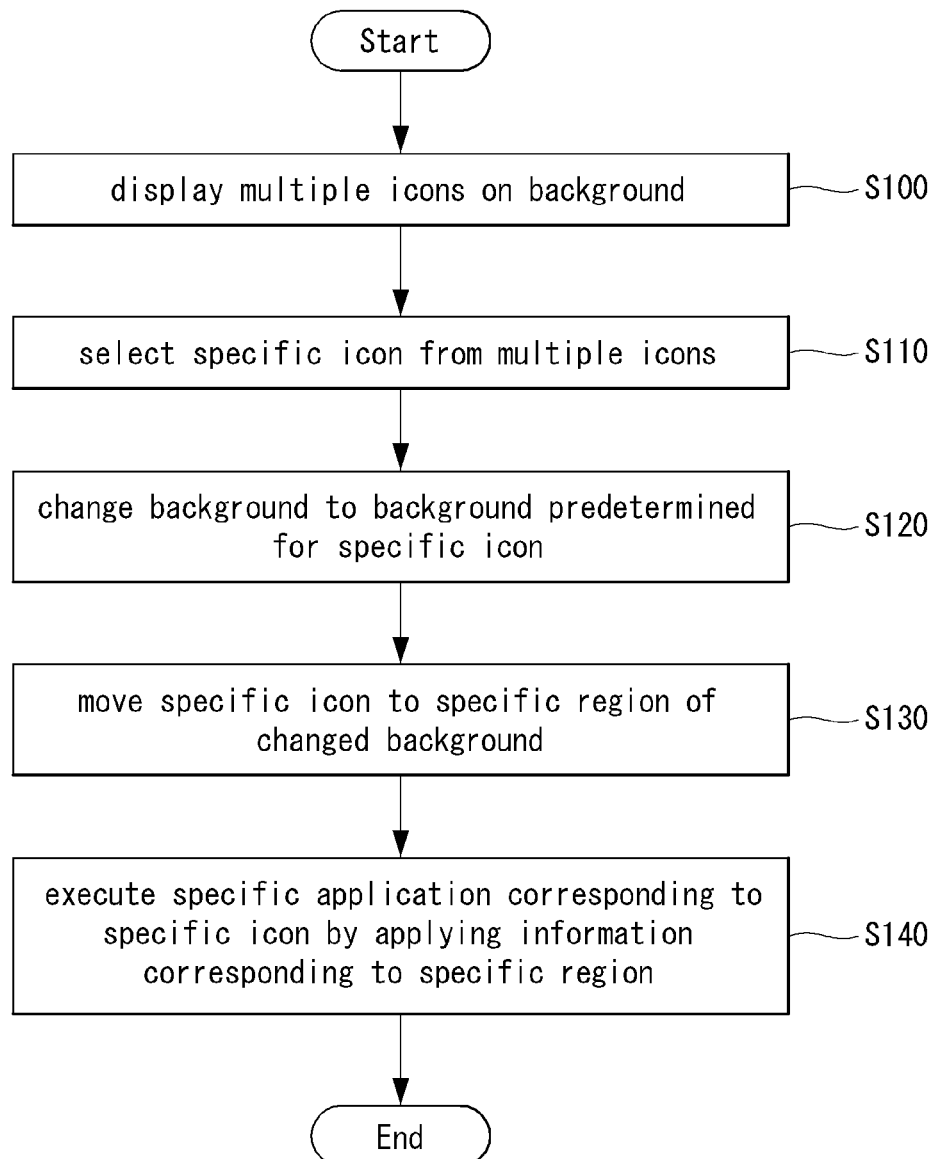 Start
display multiple icons on background
S100
select specific icon from multiple icons
S110
change background to background predetermined
for specific icon
S120
move specific icon to specific region of
changed background
S130
execute specific application corresponding to
specific icon by applying information
corresponding to specific region
S140
End